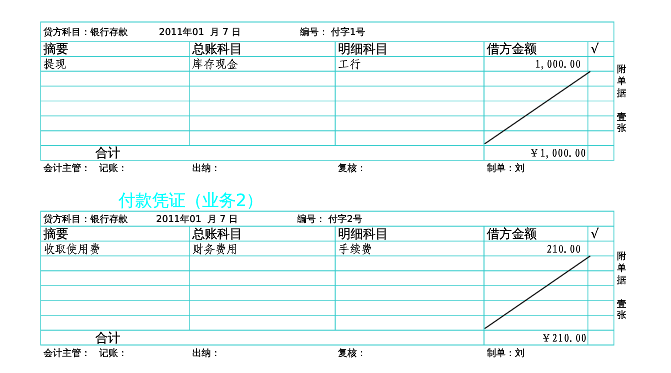 贷方科目：银行存款 2011年01 月 7 日 编号： 付字1号
摘要 总账科目 明细科目 借方金额 √
提现 库存现金 工行 1,000.00
附单据 壹张
合计 ￥1,000.00
会计主管： 记账： 出纳： 复核： 制单：刘
付款凭证（业务2）
贷方科目：银行存款 2011年01 月 7 日 编号： 付字2号
摘要 总账科目 明细科目 借方金额 √
收取使用费 财务费用 手续费 210.00
附单据 壹张
合计 ￥210.00
会计主管： 记账： 出纳： 复核： 制单：刘